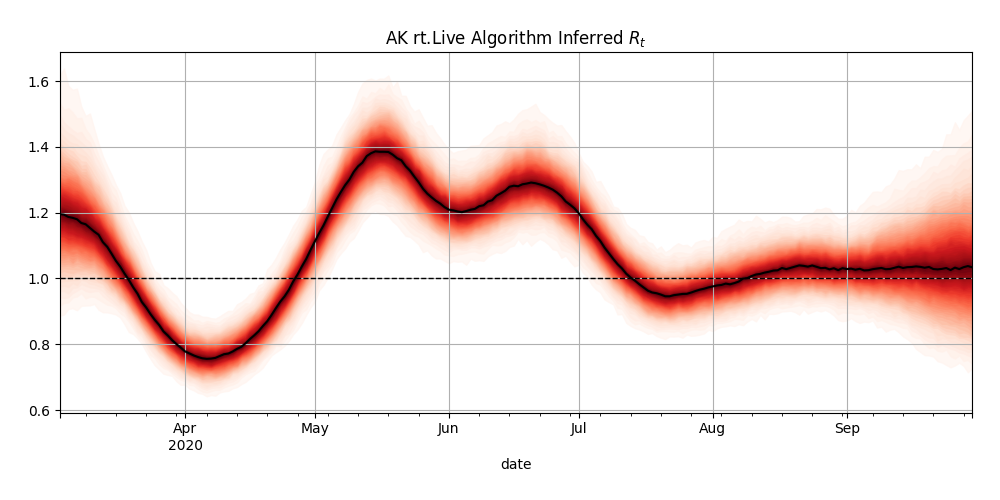 AK rt.Live Algorithm Inferred $R_t$
1.6
1.4
1.2
1.0
0.8
0.6
Apr
2020
May
Jun
Jul
Aug
Sep
date